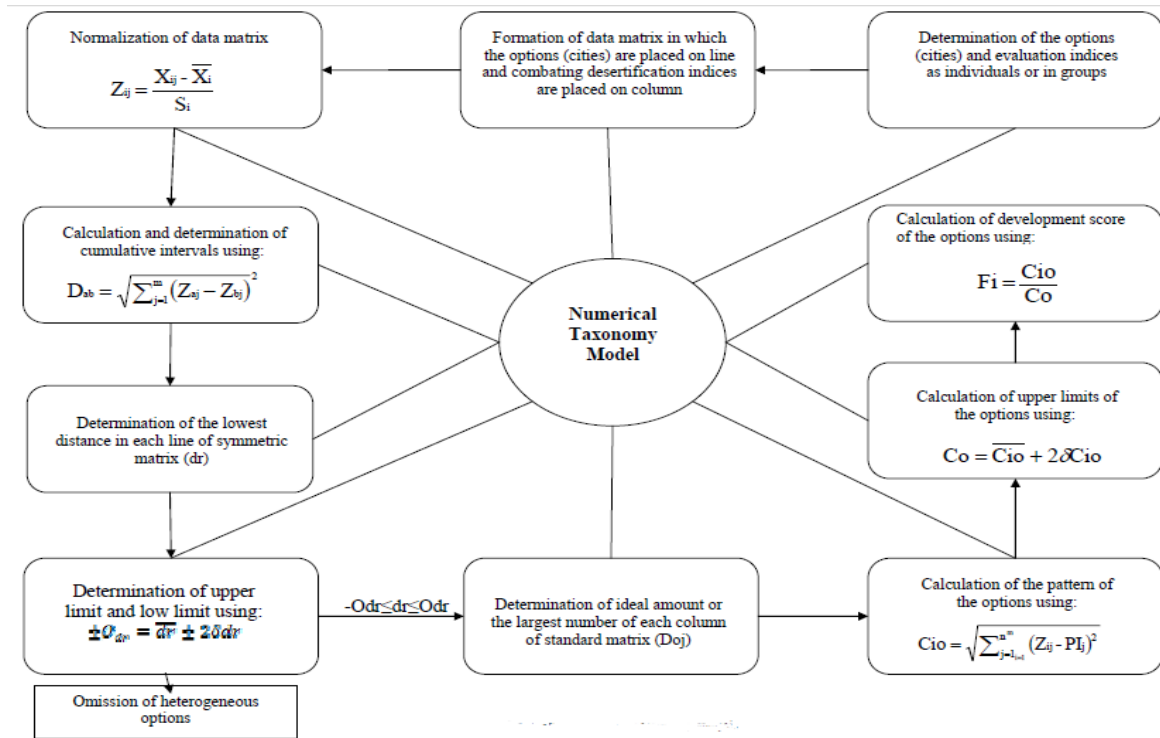 Normalization of data matrix
Zij = (Xij - X̅i) / Si
Formation of data matrix in which
the options (cities) are placed on line
and combating desertification indices
are placed on column
Determination of the options
(cities) and evaluation indices
as individuals or in groups
Calculation and determination of
cumulative intervals using:
Dab = √∑ᵐj=1 (Zaj – Zbj)²
Numerical
Taxonomy
Model
Calculation of development score
of the options using:
Fi = Cio / Co
Determination of the lowest
distance in each line of symmetric
matrix (dr)
Calculation of upper limits of
the options using:
Co = C̅i̅o̅ + 2δCio
Determination of upper
limit and low limit using:
±O_dr = d̅r̅ ± 2δdr
-Odr≤dr≤Odr
Determination of ideal amount or
the largest number of each column
of standard matrix (Doj)
Calculation of the pattern of
the options using:
Cio = √∑ⁿᵐj=1i=1 (Zij - PIj)²
Omission of heterogeneous
options